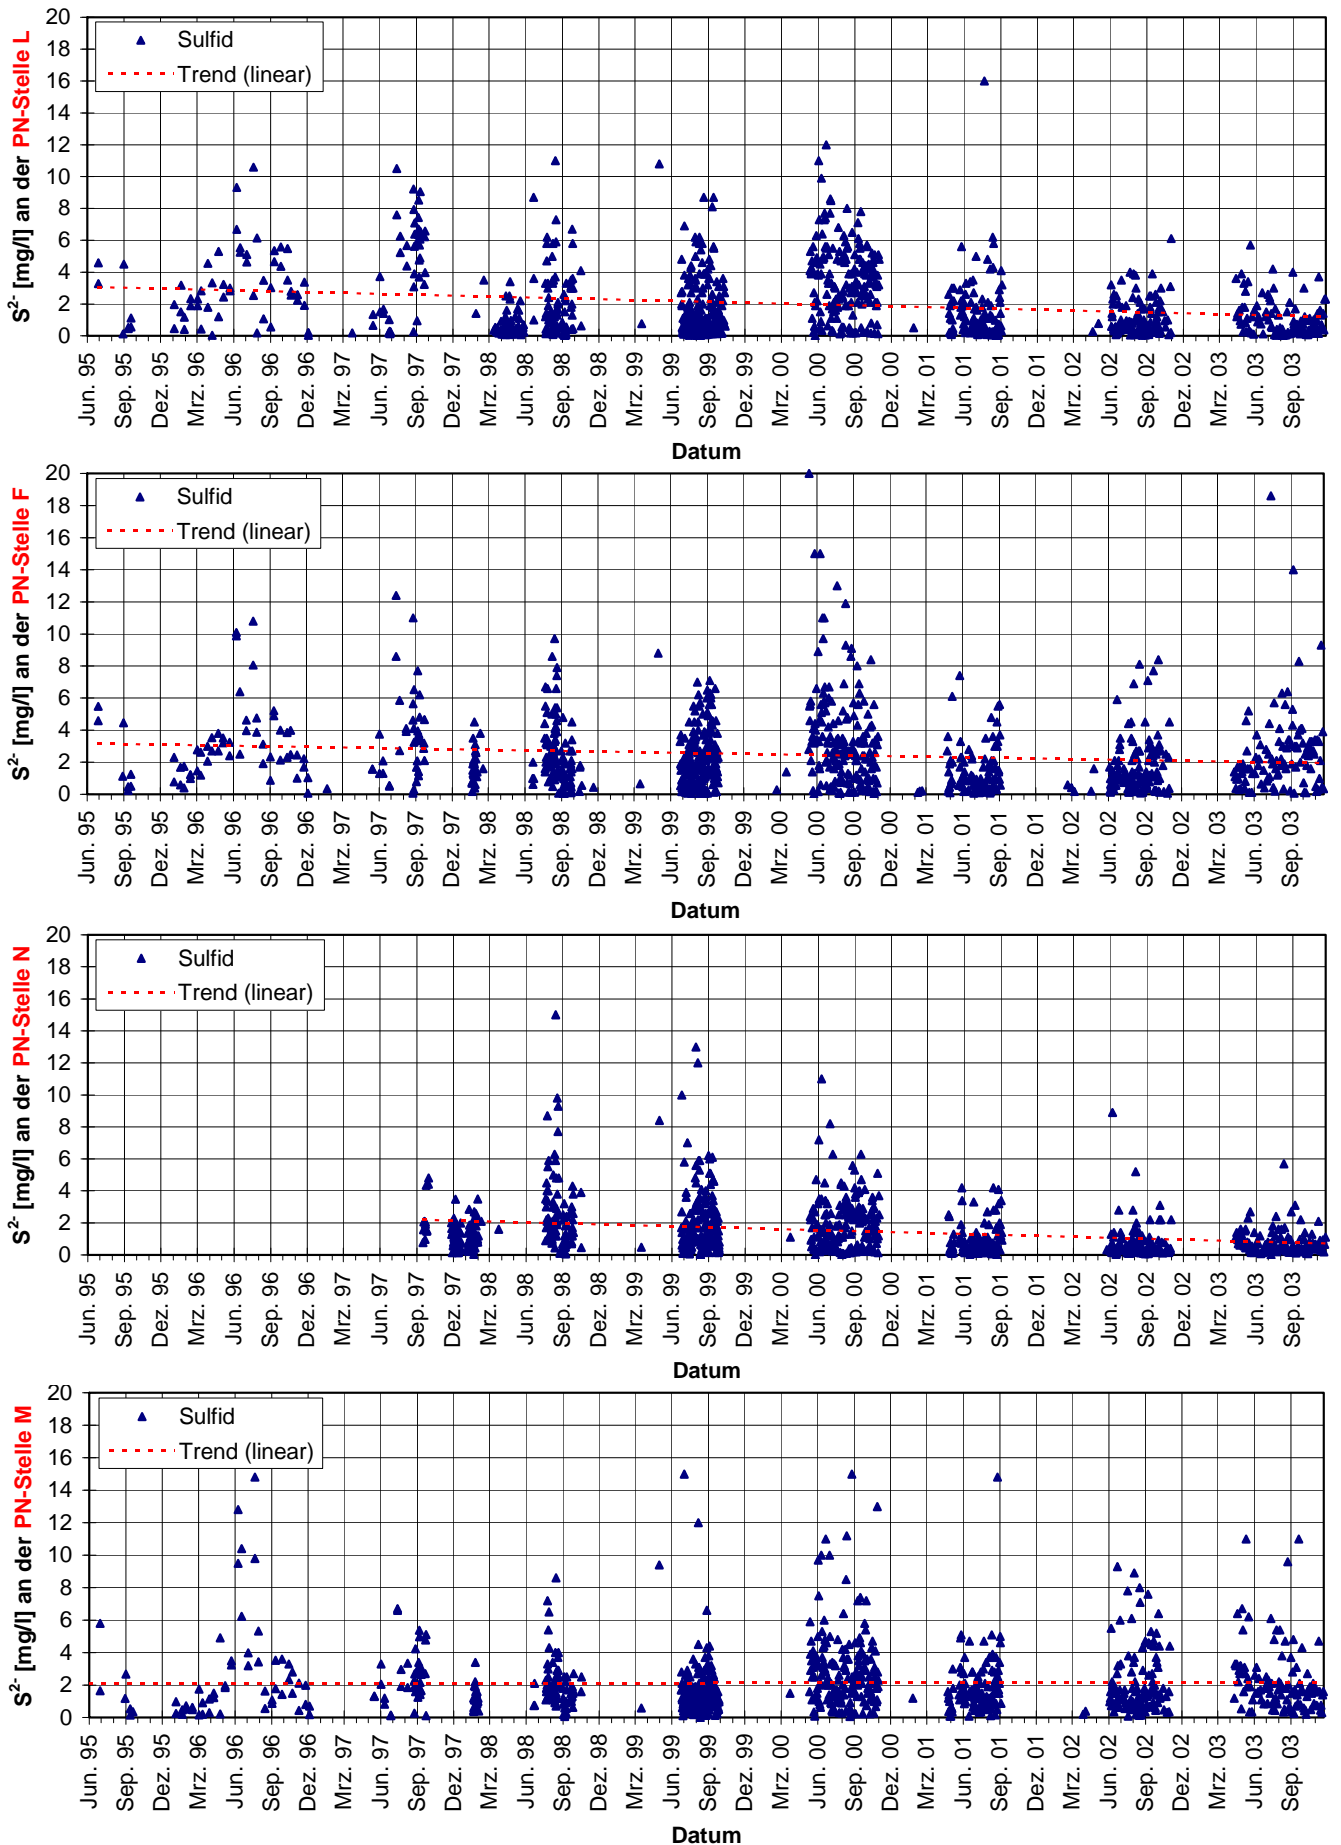 S²⁻ [mg/l] an der PN-Stelle L
20
18
16
14
12
10
8
6
4
2
0
Sulfid
Trend (linear)
Jun. 95
Sep. 95
Dez. 95
Mrz. 96
Jun. 96
Sep. 96
Dez. 96
Mrz. 97
Jun. 97
Sep. 97
Dez. 97
Mrz. 98
Jun. 98
Sep. 98
Dez. 98
Mrz. 99
Jun. 99
Sep. 99
Dez. 99
Mrz. 00
Jun. 00
Sep. 00
Dez. 00
Mrz. 01
Jun. 01
Sep. 01
Dez. 01
Mrz. 02
Jun. 02
Sep. 02
Dez. 02
Mrz. 03
Jun. 03
Sep. 03
Datum
S²⁻ [mg/l] an der PN-Stelle F
20
18
16
14
12
10
8
6
4
2
0
Sulfid
Trend (linear)
Jun. 95
Sep. 95
Dez. 95
Mrz. 96
Jun. 96
Sep. 96
Dez. 96
Mrz. 97
Jun. 97
Sep. 97
Dez. 97
Mrz. 98
Jun. 98
Sep. 98
Dez. 98
Mrz. 99
Jun. 99
Sep. 99
Dez. 99
Mrz. 00
Jun. 00
Sep. 00
Dez. 00
Mrz. 01
Jun. 01
Sep. 01
Dez. 01
Mrz. 02
Jun. 02
Sep. 02
Dez. 02
Mrz. 03
Jun. 03
Sep. 03
Datum
S²⁻ [mg/l] an der PN-Stelle N
20
18
16
14
12
10
8
6
4
2
0
Sulfid
Trend (linear)
Jun. 95
Sep. 95
Dez. 95
Mrz. 96
Jun. 96
Sep. 96
Dez. 96
Mrz. 97
Jun. 97
Sep. 97
Dez. 97
Mrz. 98
Jun. 98
Sep. 98
Dez. 98
Mrz. 99
Jun. 99
Sep. 99
Dez. 99
Mrz. 00
Jun. 00
Sep. 00
Dez. 00
Mrz. 01
Jun. 01
Sep. 01
Dez. 01
Mrz. 02
Jun. 02
Sep. 02
Dez. 02
Mrz. 03
Jun. 03
Sep. 03
Datum
S²⁻ [mg/l] an der PN-Stelle M
20
18
16
14
12
10
8
6
4
2
0
Sulfid
Trend (linear)
Jun. 95
Sep. 95
Dez. 95
Mrz. 96
Jun. 96
Sep. 96
Dez. 96
Mrz. 97
Jun. 97
Sep. 97
Dez. 97
Mrz. 98
Jun. 98
Sep. 98
Dez. 98
Mrz. 99
Jun. 99
Sep. 99
Dez. 99
Mrz. 00
Jun. 00
Sep. 00
Dez. 00
Mrz. 01
Jun. 01
Sep. 01
Dez. 01
Mrz. 02
Jun. 02
Sep. 02
Dez. 02
Mrz. 03
Jun. 03
Sep. 03
Datum